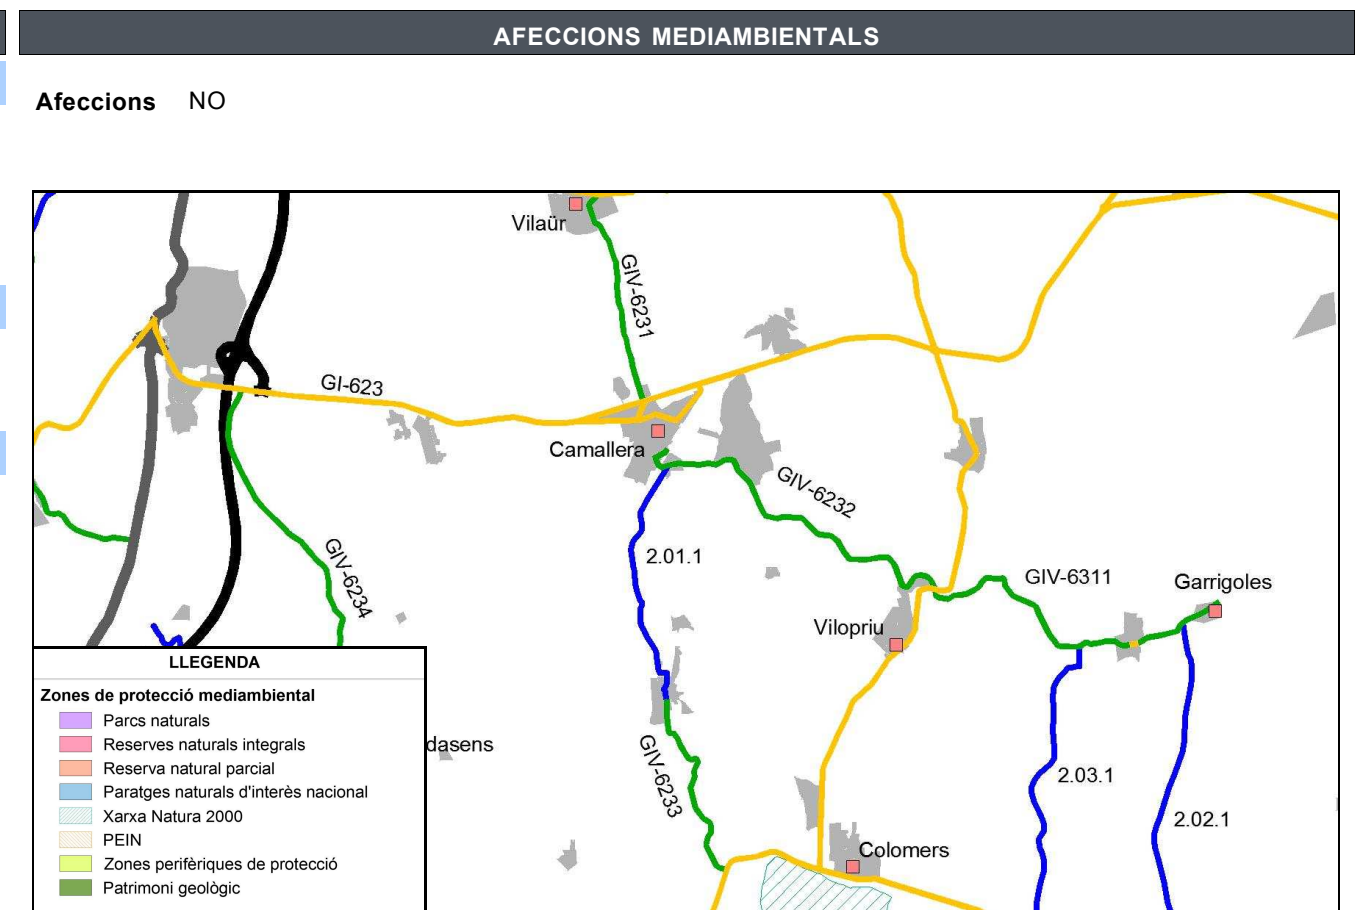 AFECCIONS MEDIAMBIENTALS
Afeccions NO
Vilaür
GIV-6231
GI-623
Camallera
GIV-6232
2.01.1
GIV-6234
GIV-6311
Garrigoles
Vilopriu
LLEGENDA
Zones de protecció mediambiental
Parcs naturals
Reserves naturals integrals
Reserva natural parcial
Paratges naturals d'interès nacional
Xarxa Natura 2000
PEIN
Zones perifèriques de protecció
Patrimoni geològic
dasens
GIV-6233
2.03.1
2.02.1
Colomers